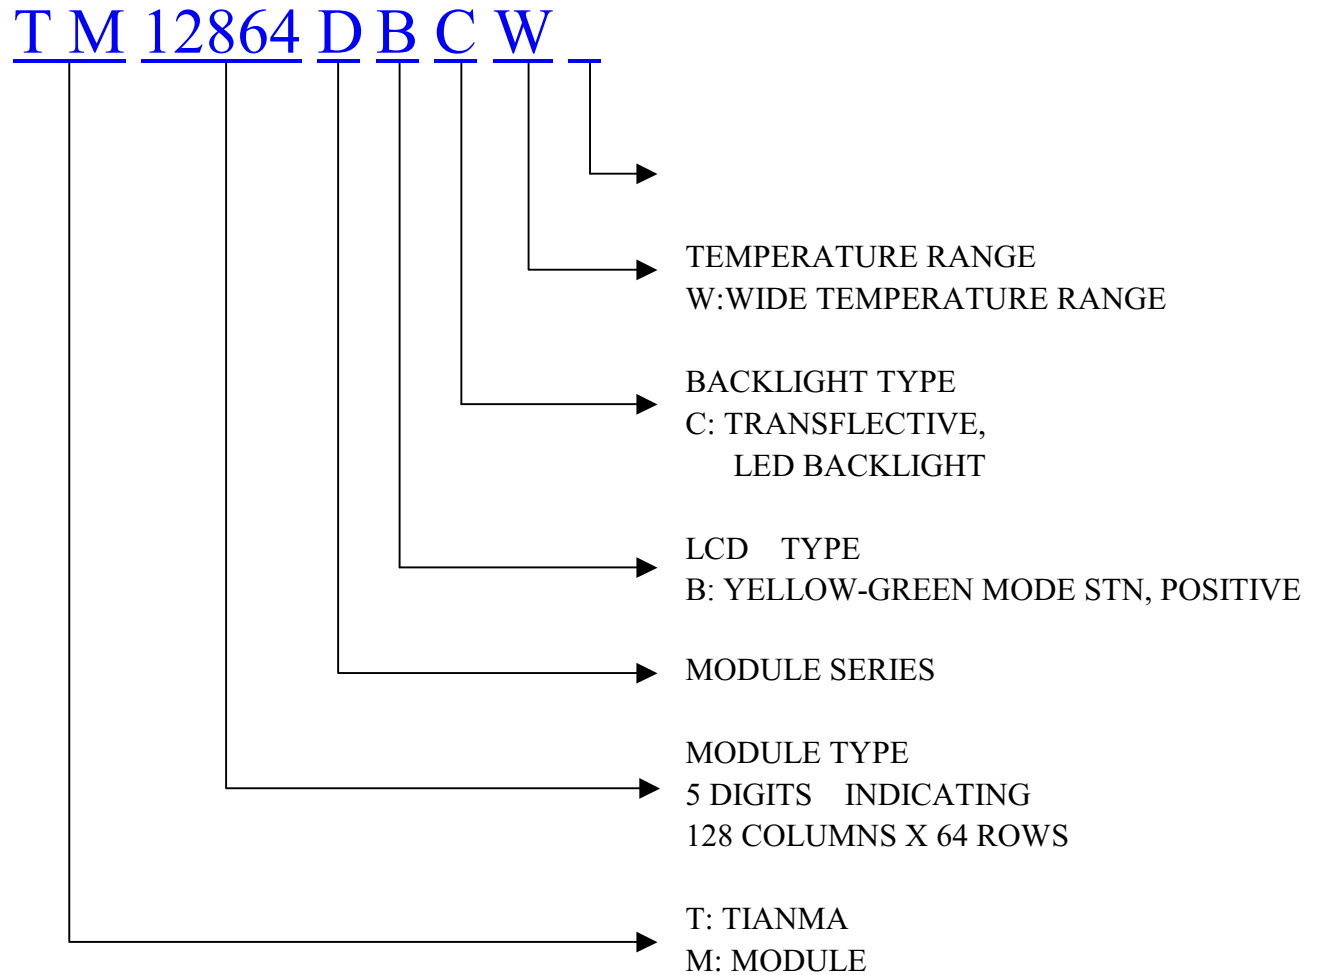 T M 12864 D B C W
TEMPERATURE RANGE
W:WIDE TEMPERATURE RANGE
BACKLIGHT TYPE
C: TRANSFLECTIVE,
LED BACKLIGHT
LCD TYPE
B: YELLOW-GREEN MODE STN, POSITIVE
MODULE SERIES
MODULE TYPE
5 DIGITS INDICATING
128 COLUMNS X 64 ROWS
T: TIANMA
M: MODULE